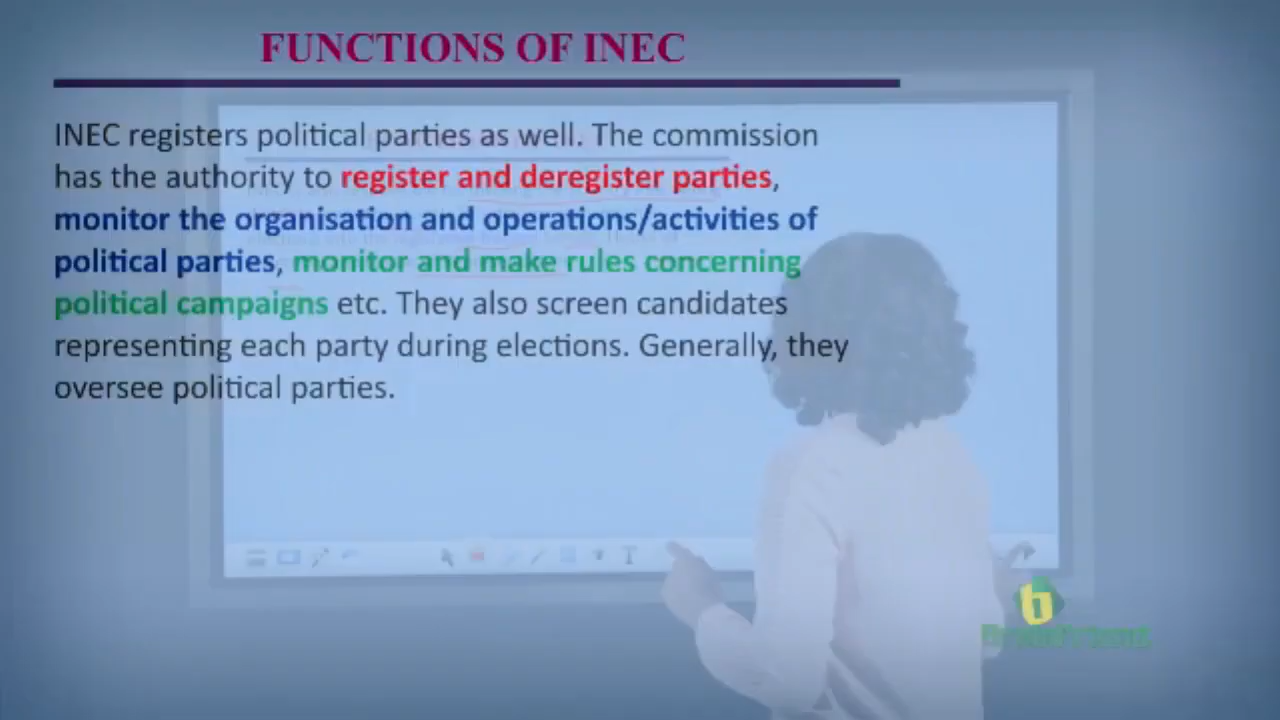 FUNCTIONS OF INEC
INEC registers political parties as well. The commission
has the authority to register and deregister parties,
monitor the organisation and operations/activities of
political parties, monitor and make rules concerning
political campaigns etc. They also screen candidates
representing each party during elections. Generally, they
oversee political parties.